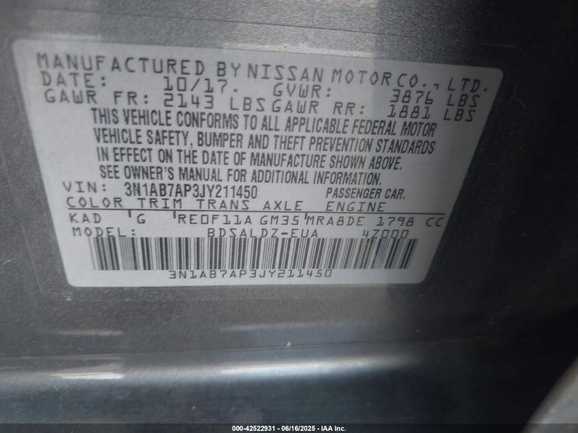 MANUFACTURED BY NISSAN MOTOR CO., LTD.
DATE: 10/17. GVWR: 3876 LBS
GAWR FR: 2143 LBS GAWR RR: 1881 LBS
THIS VEHICLE CONFORMS TO ALL APPLICABLE FEDERAL MOTOR
VEHICLE SAFETY, BUMPER AND THEFT PREVENTION STANDARDS
IN EFFECT ON THE DATE OF MANUFACTURE SHOWN ABOVE.
SEE OWNER'S MANUAL FOR ADDITIONAL INFORMATION.
VIN: 3N1AB7AP3JY211450 PASSENGER CAR.
COLOR TRIM TRANS AXLE ENGINE
KAD G RE0F11A GM35 MRA8DE 1798 CC
MODEL: BDSALDZ-EUA 4Z000
3N1AB7AP3JY211450
000-42522931 - 06/16/2025 - IAA Inc.